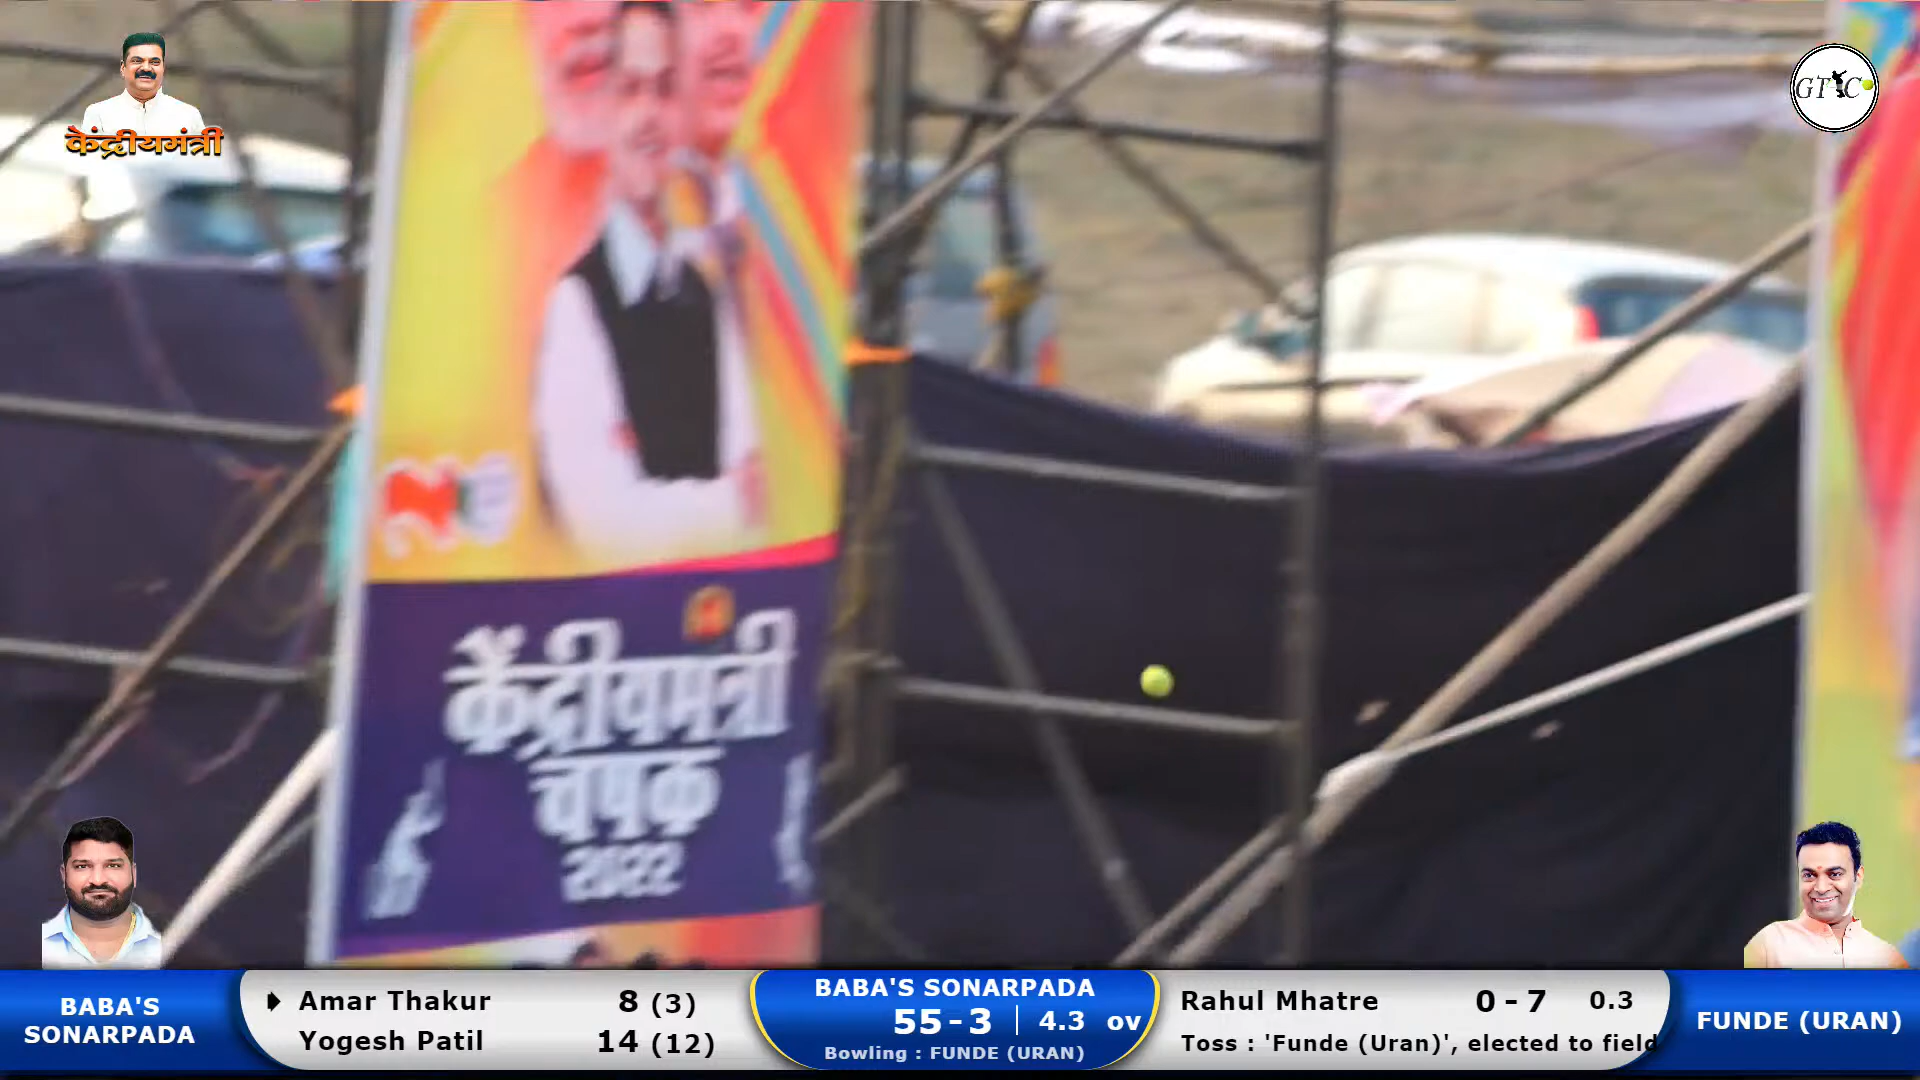 केंद्रीयमंत्री
GTC
केंद्रीयमंत्री
चषक
2022
BABA'S
SONARPADA
Amar Thakur 8 (3)
Yogesh Patil 14 (12)
BABA'S SONARPADA
55-3 | 4.3 ov
Bowling : FUNDE (URAN)
Rahul Mhatre 0-7 0.3
Toss : 'Funde (Uran)', elected to field
FUNDE (URAN)